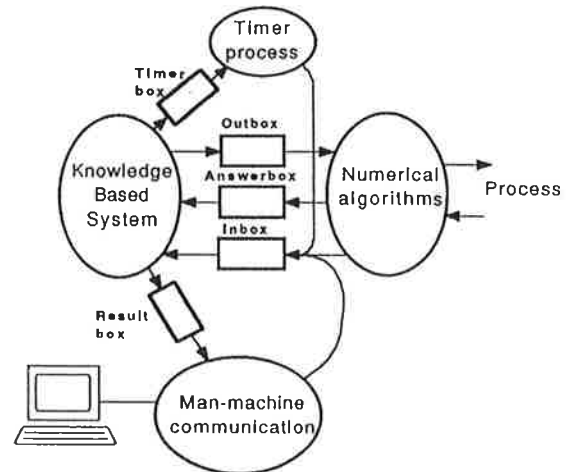 Timer
process
Timer
box
Outbox
Knowledge
Based
System
Answerbox
Numerical
algorithms
Process
Inbox
Result
box
Man-machine
communication